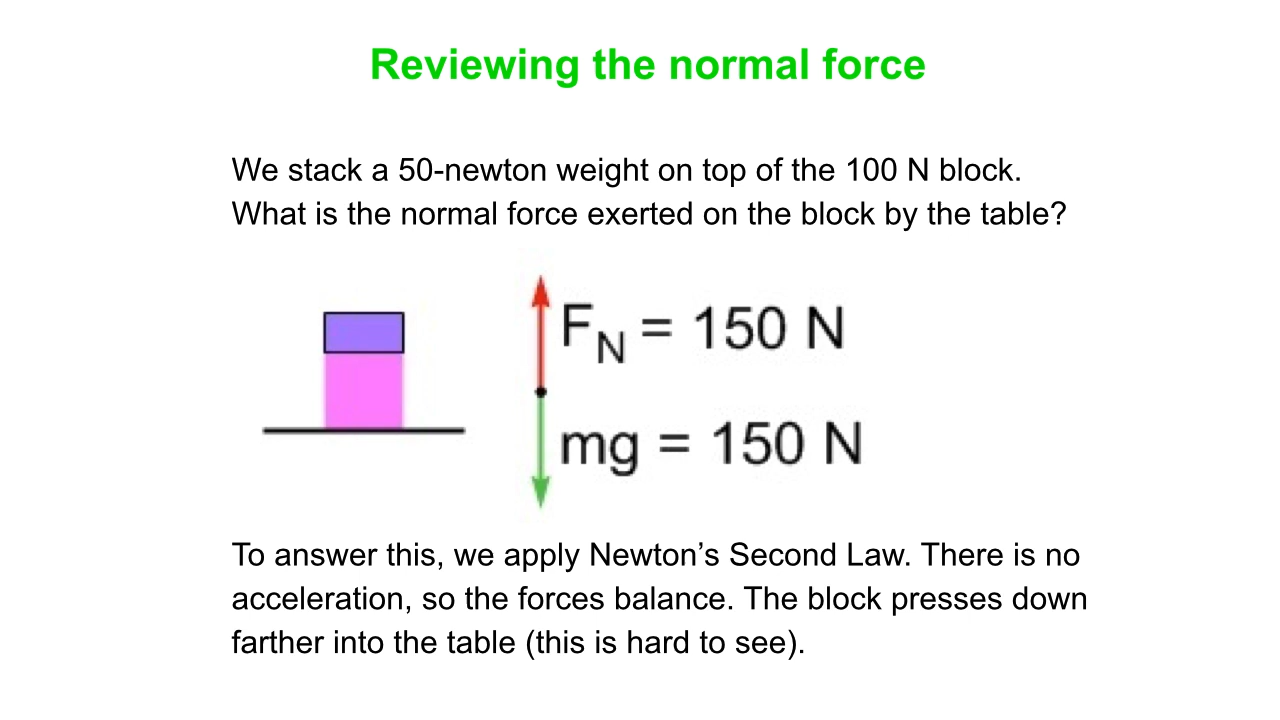 Reviewing the normal force
We stack a 50-newton weight on top of the 100 N block.
What is the normal force exerted on the block by the table?
F_N = 150 N
mg = 150 N
To answer this, we apply Newton’s Second Law. There is no
acceleration, so the forces balance. The block presses down
farther into the table (this is hard to see).